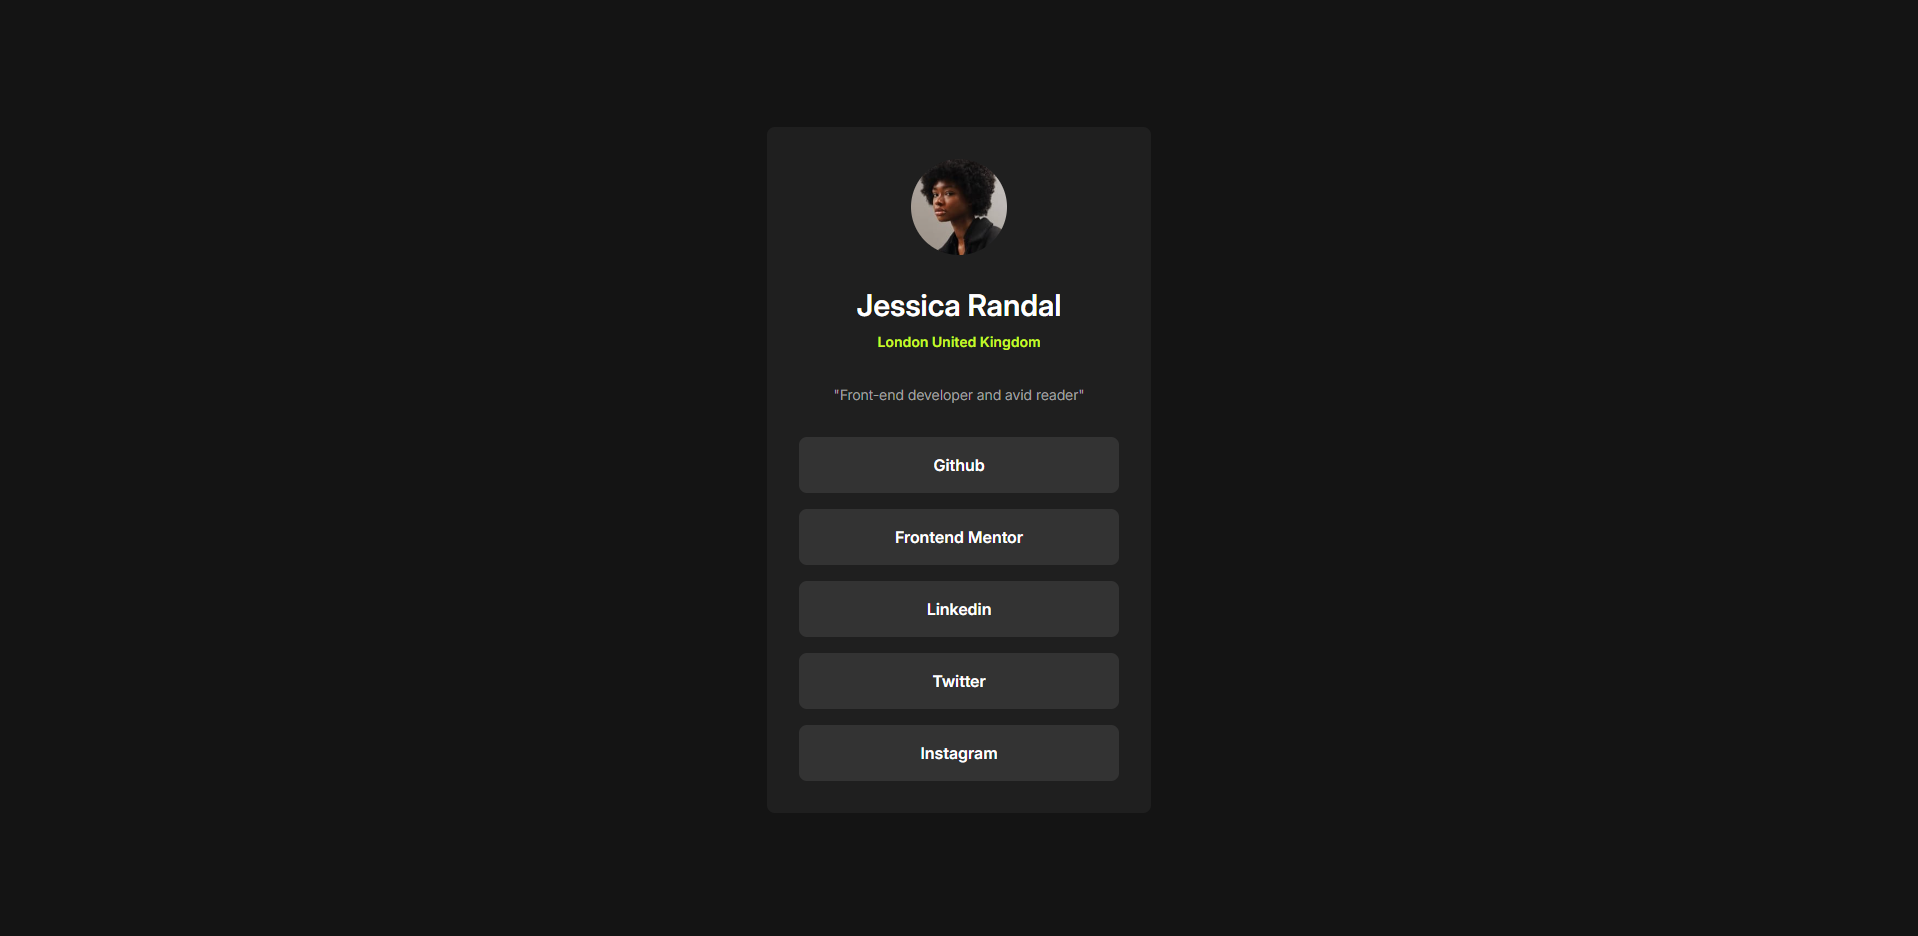 Jessica Randal
London United Kingdom
"Front-end developer and avid reader"
Github
Frontend Mentor
Linkedin
Twitter
Instagram